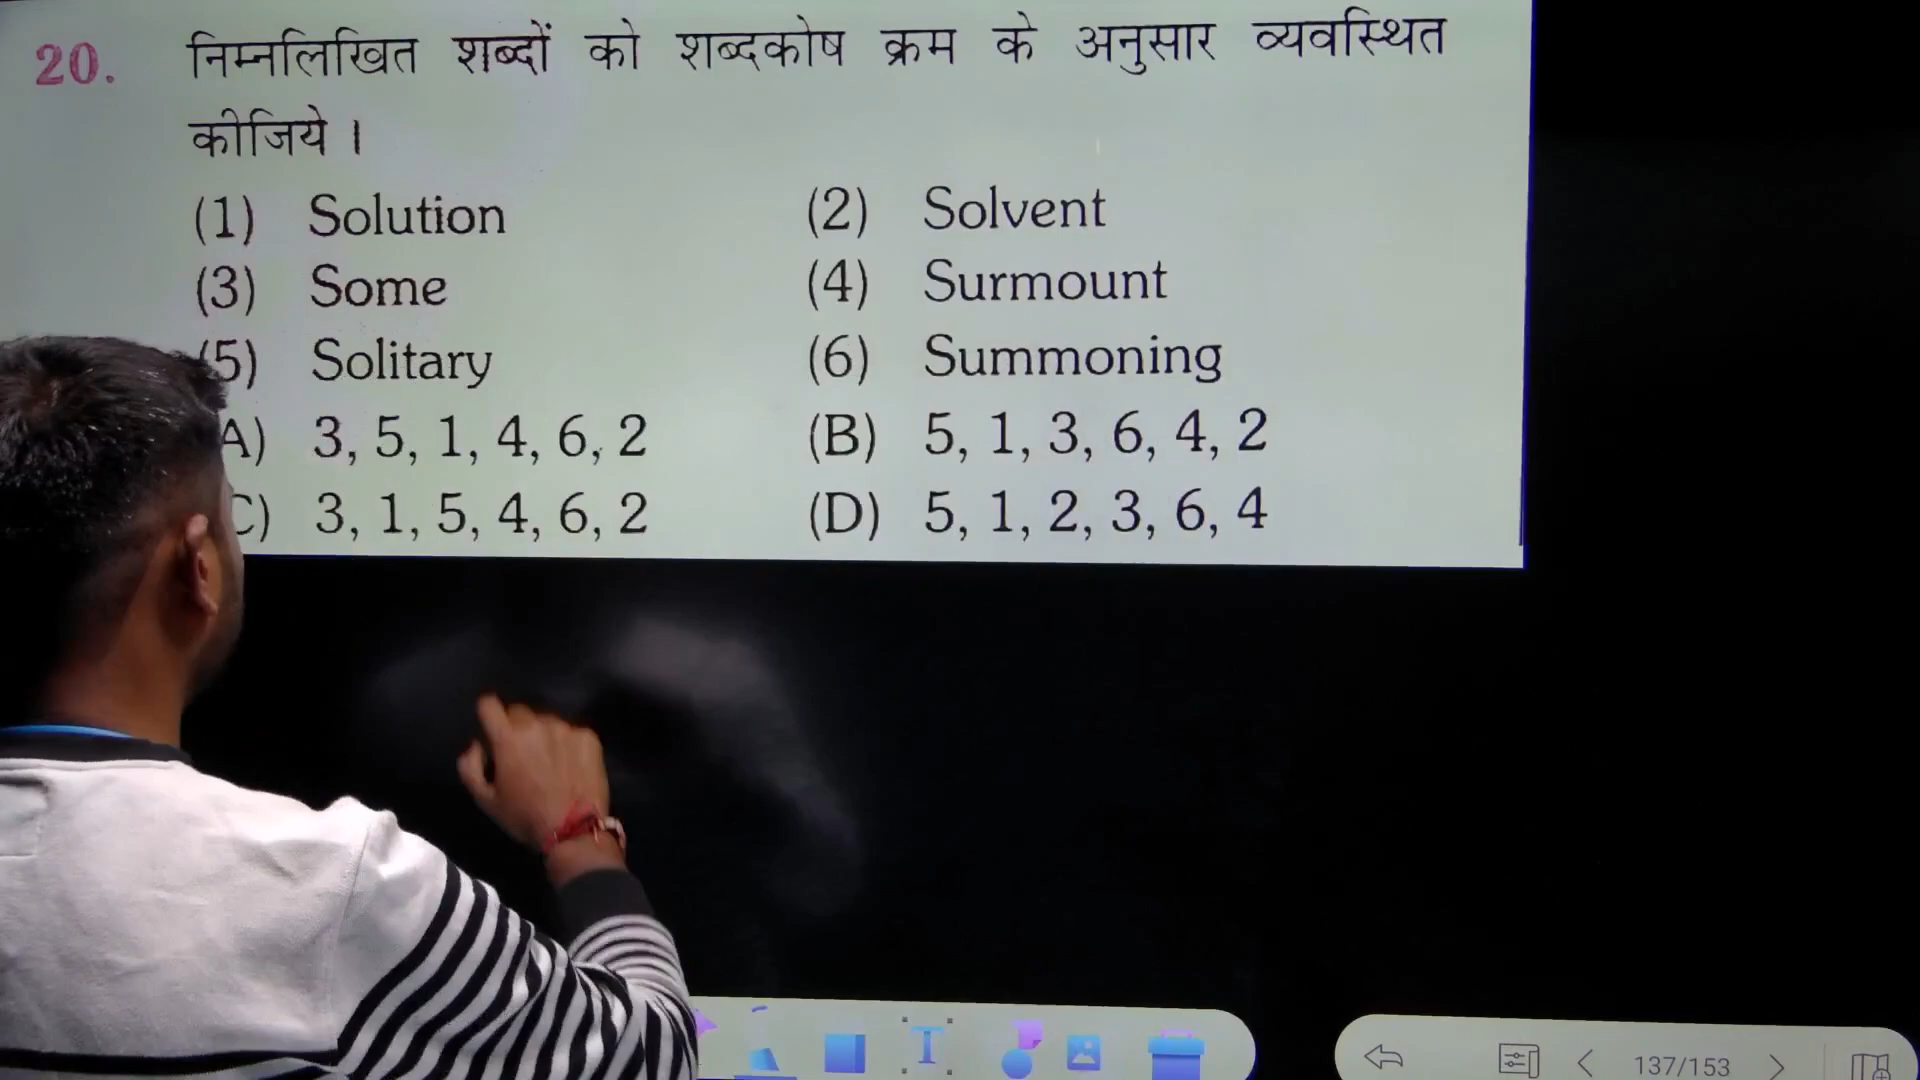 20. निम्नलिखित शब्दों को शब्दकोष क्रम के अनुसार व्यवस्थित
कीजिये ।
(1) Solution (2) Solvent
(3) Some (4) Surmount
(5) Solitary (6) Summoning
A) 3, 5, 1, 4, 6, 2 (B) 5, 1, 3, 6, 4, 2
C) 3, 1, 5, 4, 6, 2 (D) 5, 1, 2, 3, 6, 4
T 137/153